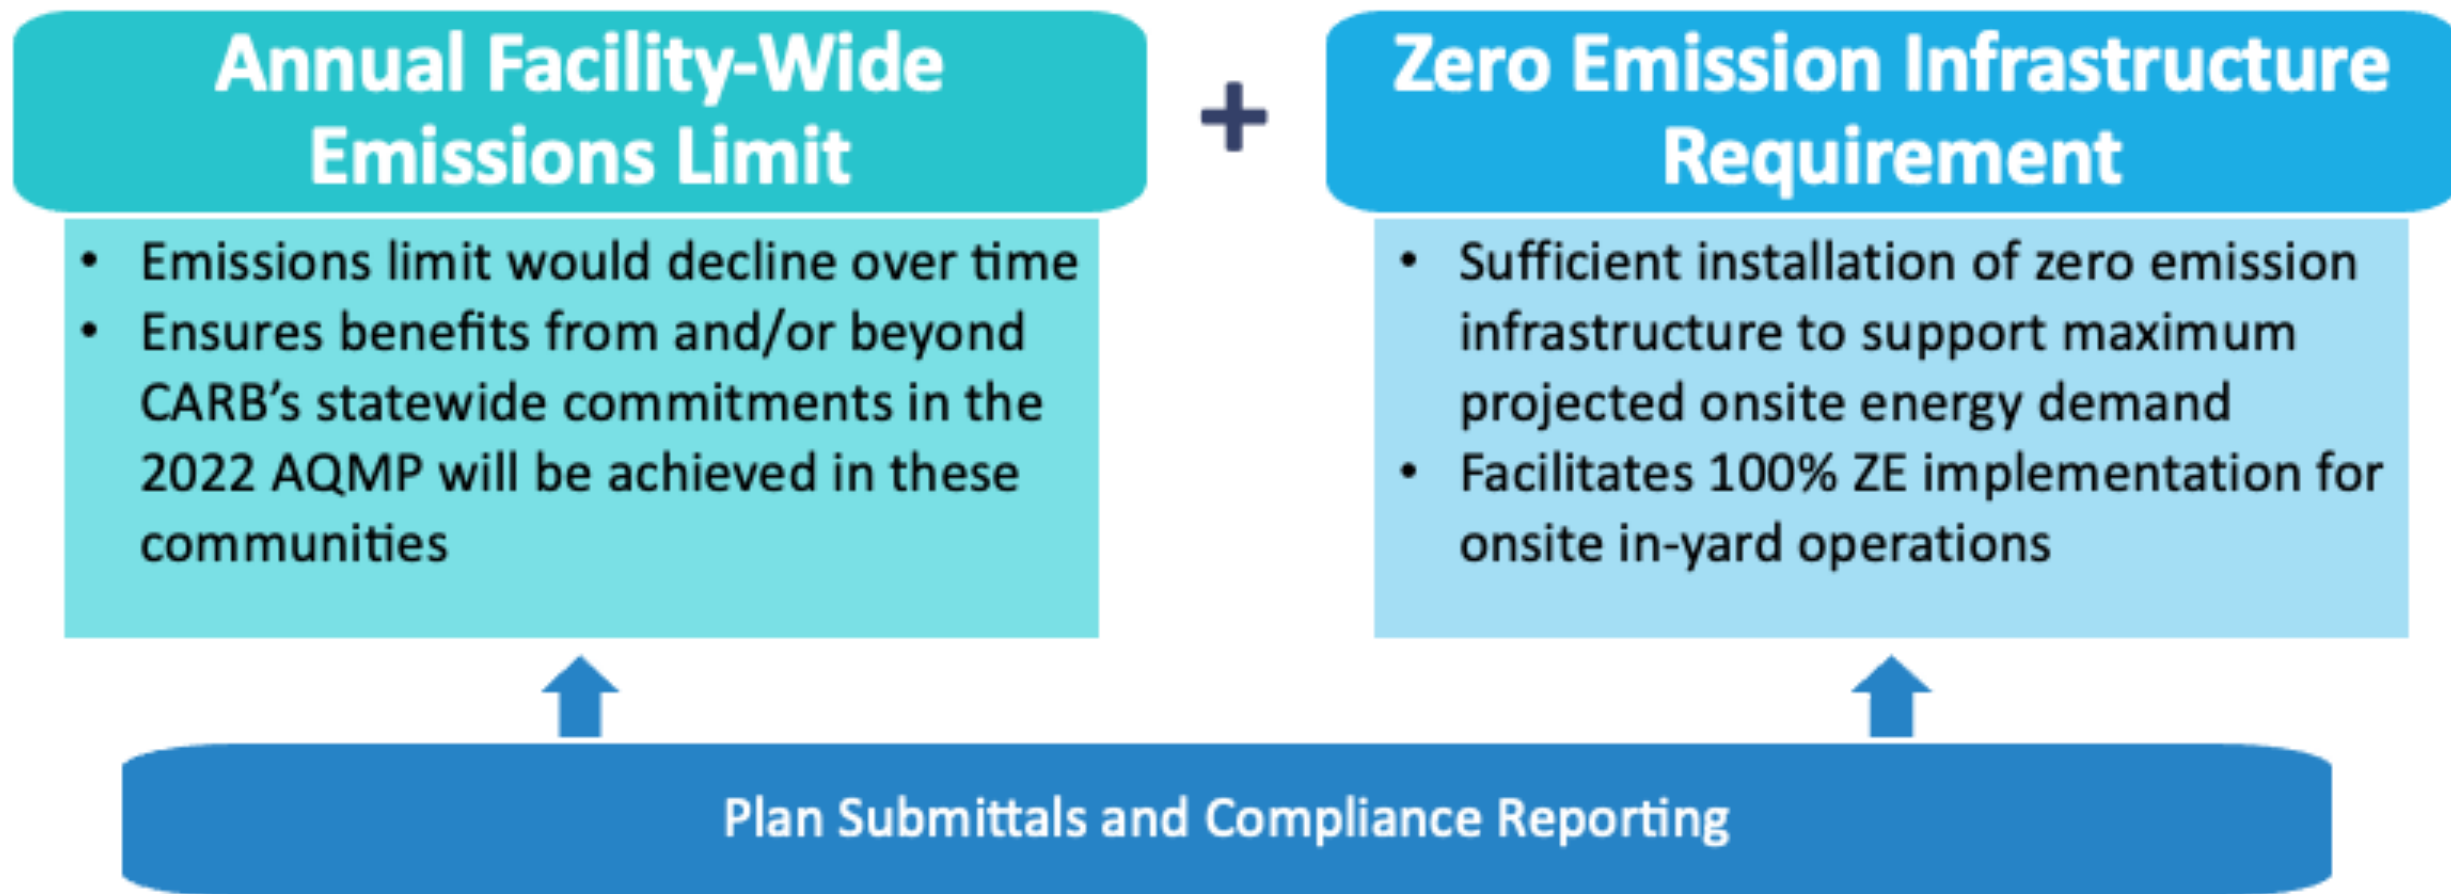 Annual Facility-Wide
Emissions Limit
• Emissions limit would decline over time
• Ensures benefits from and/or beyond
CARB's statewide commitments in the
2022 AQMP will be achieved in these
communities
+
Zero Emission Infrastructure
Requirement
• Sufficient installation of zero emission
infrastructure to support maximum
projected onsite energy demand
• Facilitates 100% ZE implementation for
onsite in-yard operations
Plan Submittals and Compliance Reporting